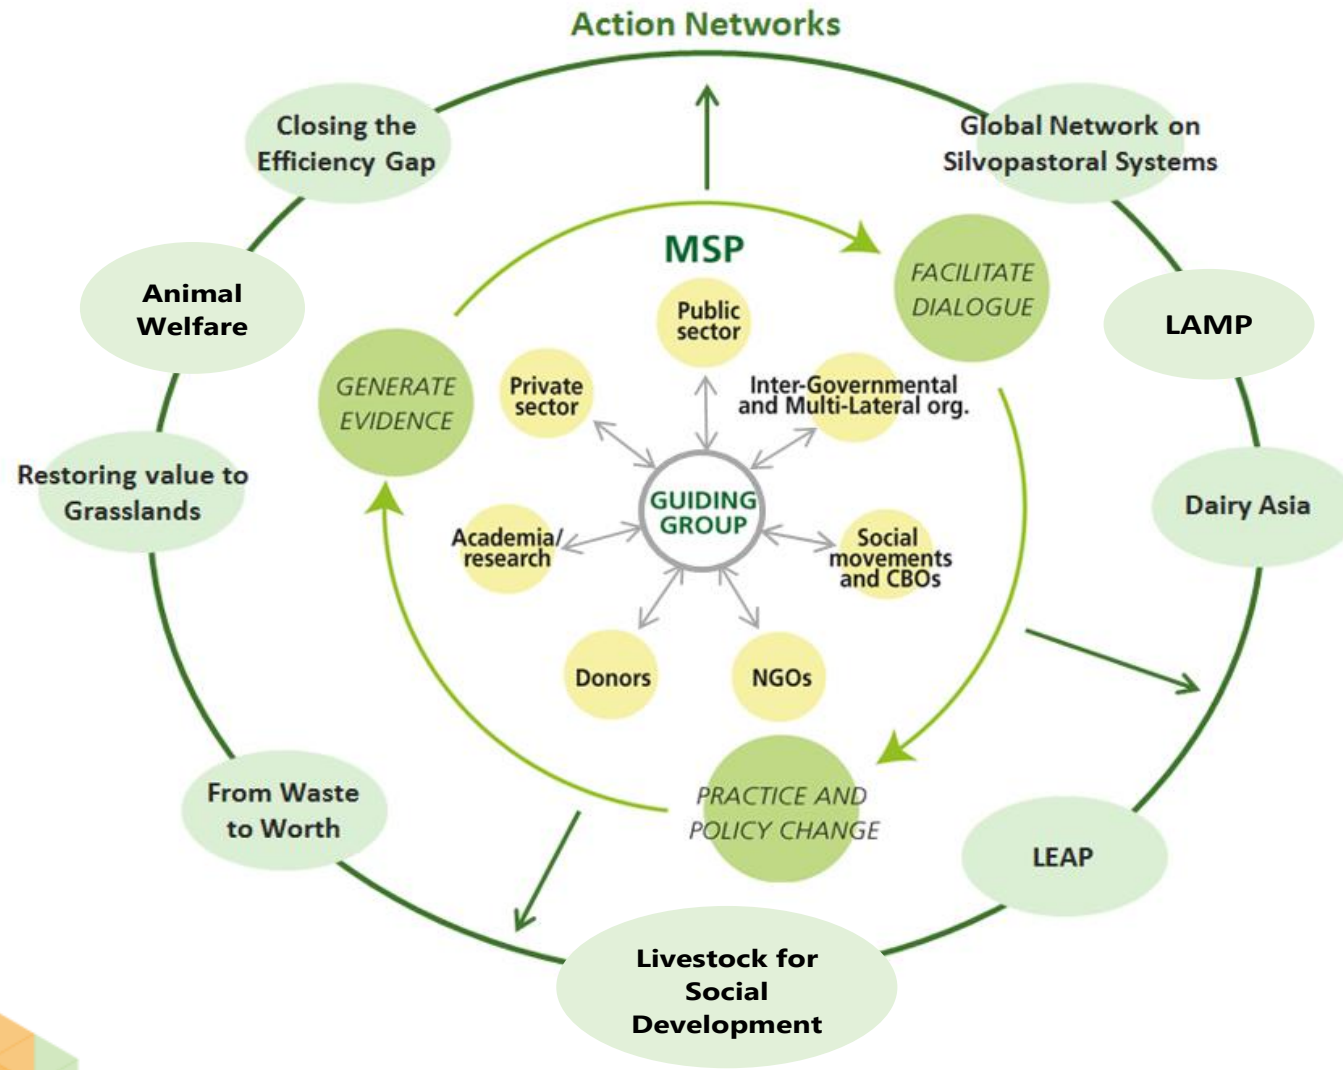 Action Networks
Closing the
Efficiency Gap
Global Network on
Silvopastoral Systems
Animal
Welfare
LAMP
Restoring value to
Grasslands
Dairy Asia
From Waste
to Worth
LEAP
Livestock for
Social
Development
MSP
FACILITATE
DIALOGUE
GENERATE
EVIDENCE
PRACTICE AND
POLICY CHANGE
Public
sector
Private
sector
Inter-Governmental
and Multi-Lateral org.
GUIDING
GROUP
Academia/
research
Social
movements
and CBOs
Donors
NGOs